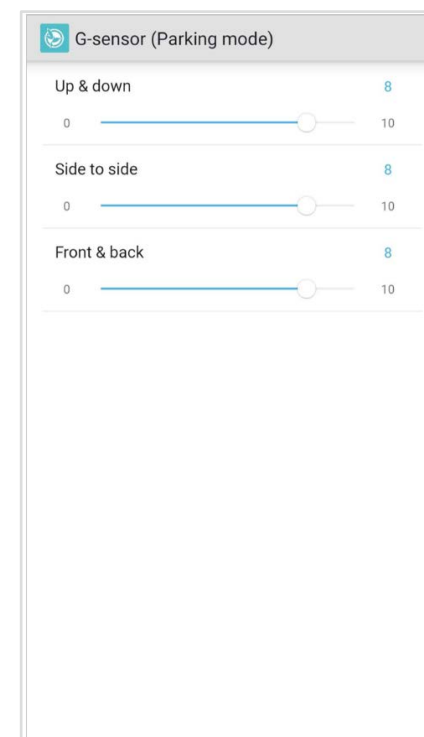 G-sensor (Parking mode)
Up & down 8
0 10
Side to side 8
0 10
Front & back 8
0 10